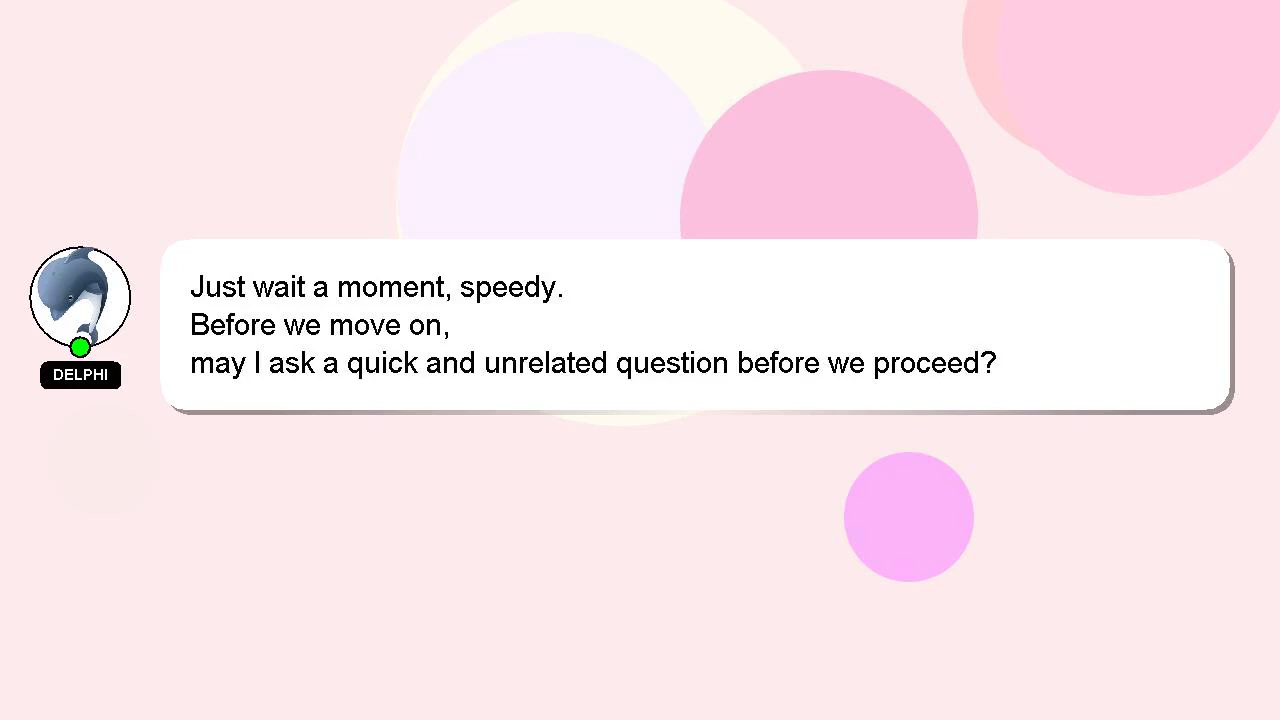 Just wait a moment, speedy.
Before we move on,
may I ask a quick and unrelated question before we proceed?
DELPHI